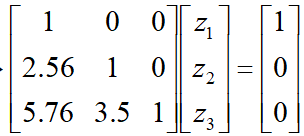 1 0 0 z₁ 1
2.56 1 0 z₂ = 0
5.76 3.5 1 z₃ 0